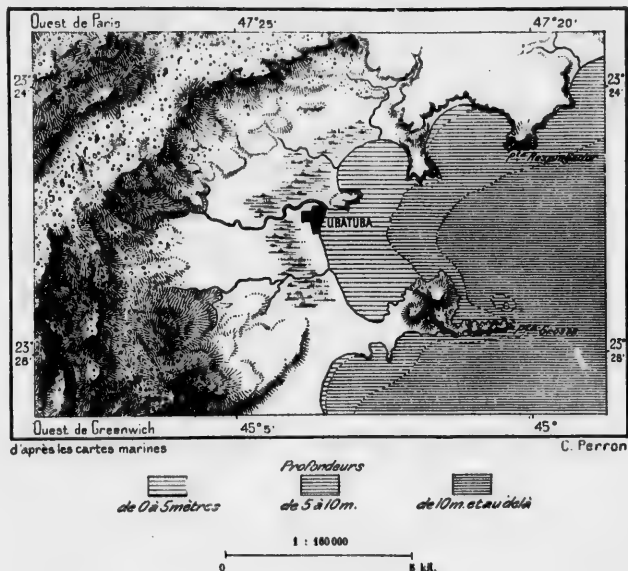 Ouest de Paris 47°25' 47°20'
23° 24' 23° 24'
UBATUBA
23° 28' 23° 28'
Ouest de Greenwich 45°5' 45°
d'après les cartes marines C. Perron
Profondeurs
de 0 à 5 mètres de 5 à 10 m. de 10 m. et au delà
1 : 160 000
0 5 kil.